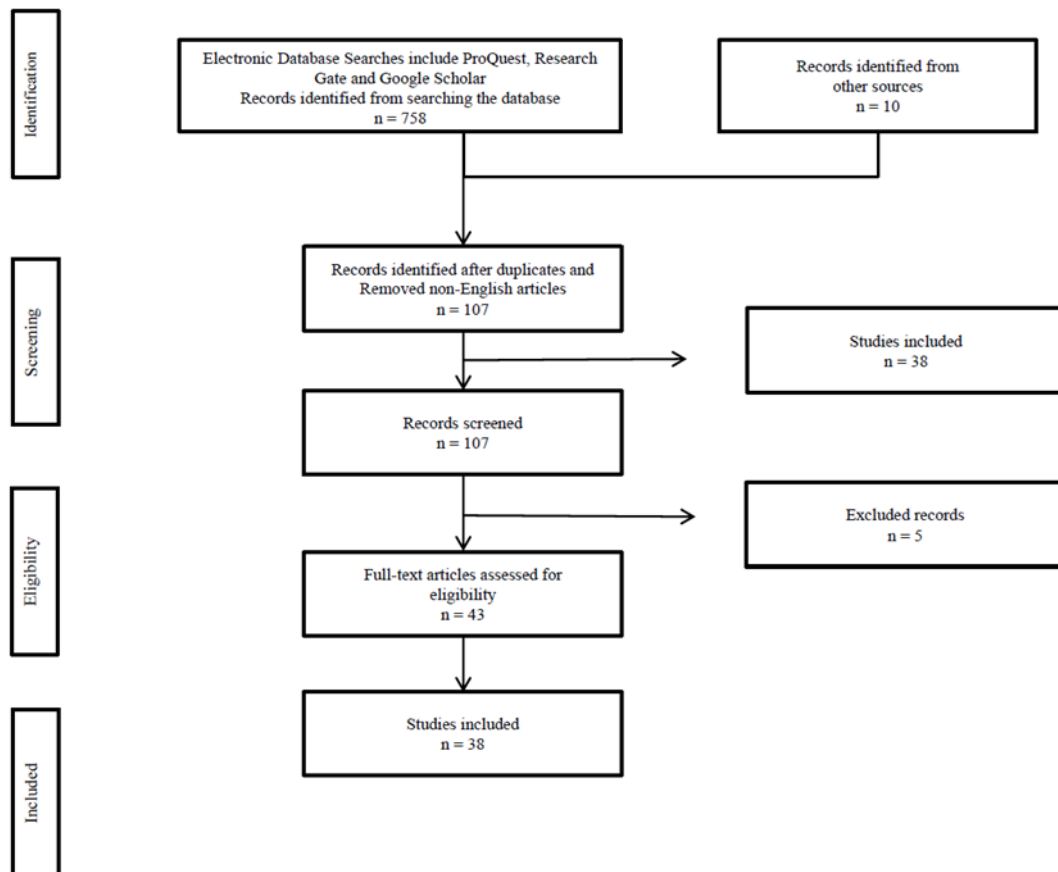 Identification
Electronic Database Searches include ProQuest, Research
Gate and Google Scholar
Records identified from searching the database
n = 758
Records identified from
other sources
n = 10
Screening
Records identified after duplicates and
Removed non-English articles
n = 107
Studies included
n = 38
Records screened
n = 107
Eligibility
Excluded records
n = 5
Full-text articles assessed for
eligibility
n = 43
Included
Studies included
n = 38